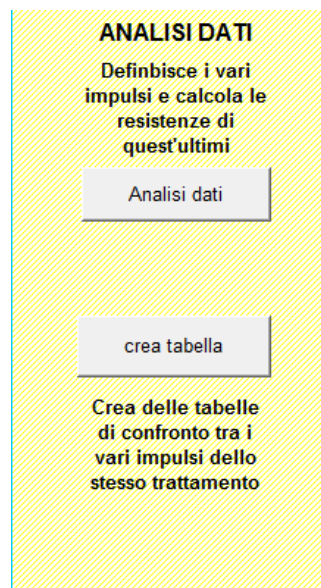 ANALISI DATI
Definbisce i vari
impulsi e calcola le
resistenze di
quest'ultimi
Analisi dati
crea tabella
Crea delle tabelle
di confronto tra i
vari impulsi dello
stesso trattamento